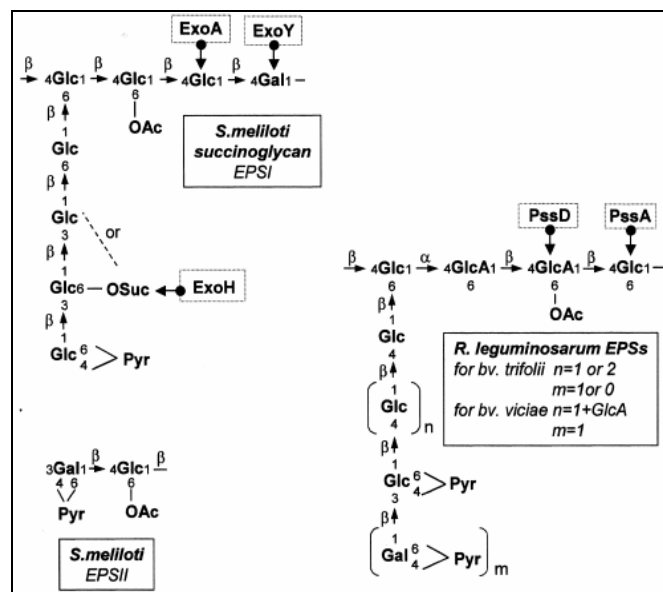 ExoA ExoY
β β β β
4Glc1 4Glc1 4Glc1 4Gal1
6 6
β OAc
1
Glc
6
β
1
Glc
3
or
β
1
Glc6 OSuc ExoH
3
β
1
Glc 6 4 Pyr
S.meliloti
succinoglycan
EPSI
β β
3Gal1 4Glc1
4 6 6
Pyr OAc
S.meliloti
EPSII
PssD PssA
β α β β
4Glc1 4GlcA1 4GlcA1 4Glc1
6 6 6 6
β OAc
1
Glc
4
β
1
Glc
4
n
β
1
Glc 6 4 Pyr
3
β
1
Gal 6 4 Pyr
m
R. leguminosarum EPSs
for bv. trifolii n=1 or 2
m=1or 0
for bv. viciae n=1+GlcA
m=1